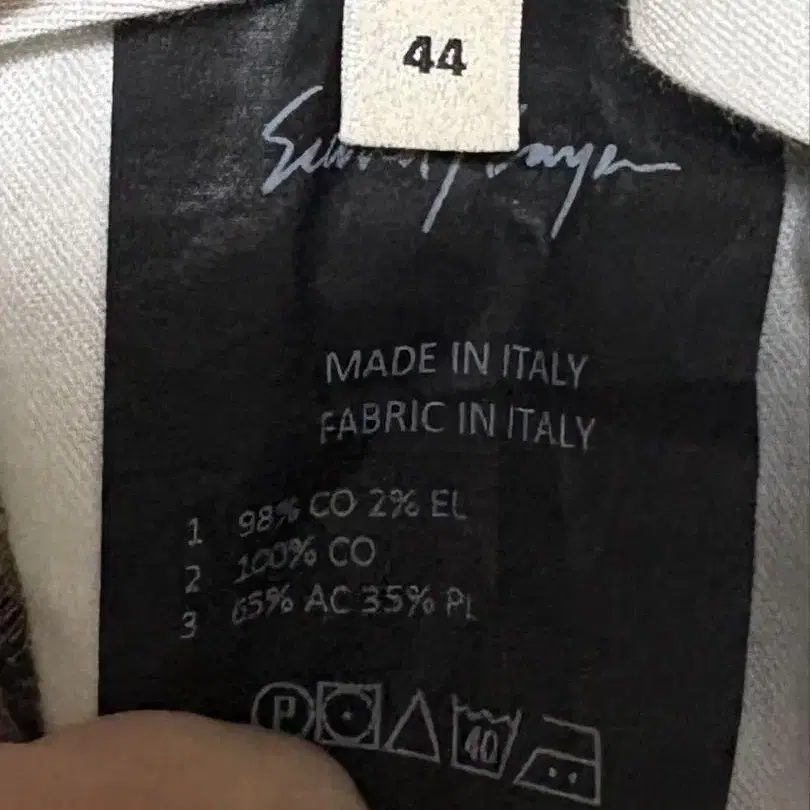 44
MADE IN ITALY
FABRIC IN ITALY
1 98% CO 2% EL
2 100% CO
3 65% AC 35% PL
P 40